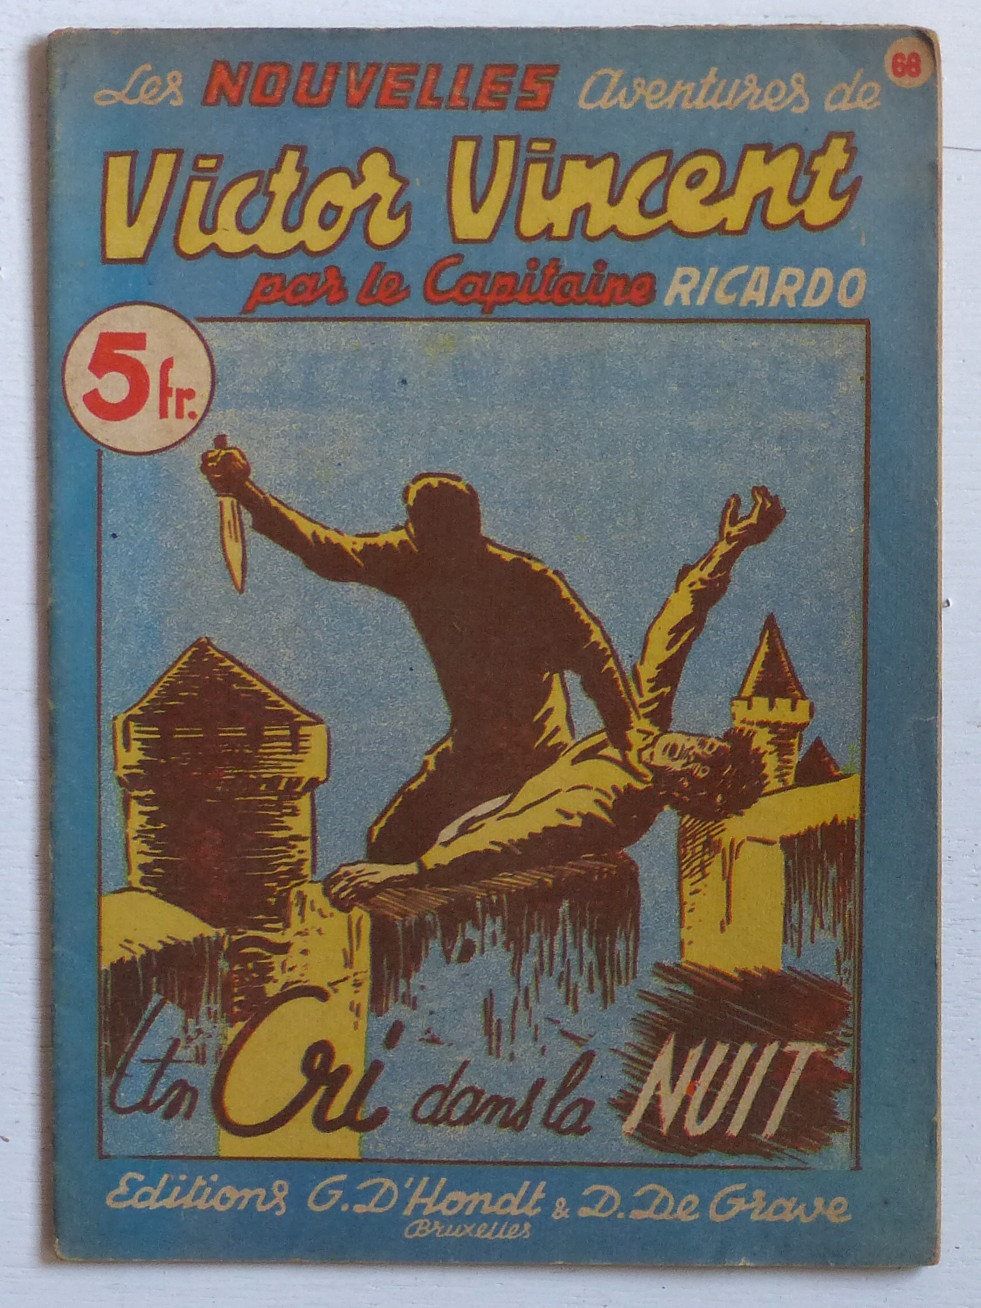 68
Les NOUVELLES Aventures de
Victor Vincent
par le Capitaine RICARDO
5 fr.
Un Cri dans la NUIT
Editions G. D'Hondt & D. De Grave
Bruxelles